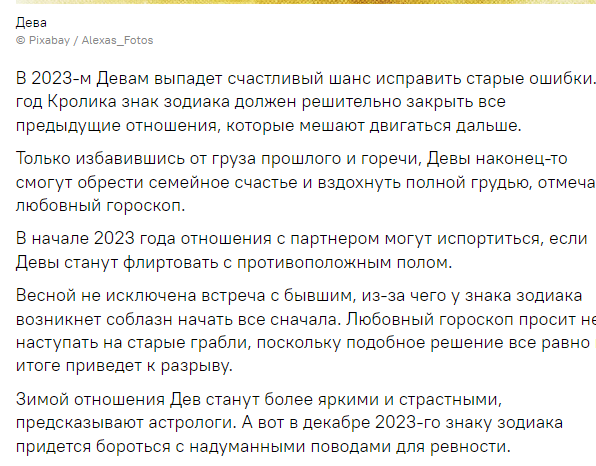 Дева
© Pixabay / Alexas_Fotos
В 2023-м Девам выпадет счастливый шанс исправить старые ошибки.
год Кролика знак зодиака должен решительно закрыть все
предыдущие отношения, которые мешают двигаться дальше.
Только избавившись от груза прошлого и горечи, Девы наконец-то
смогут обрести семейное счастье и вздохнуть полной грудью, отмеча
любовный гороскоп.
В начале 2023 года отношения с партнером могут испортиться, если
Девы станут флиртовать с противоположным полом.
Весной не исключена встреча с бывшим, из-за чего у знака зодиака
возникнет соблазн начать все сначала. Любовный гороскоп просит не
наступать на старые грабли, поскольку подобное решение все равно
итоге приведет к разрыву.
Зимой отношения Дев станут более яркими и страстными,
предсказывают астрологи. А вот в декабре 2023-го знаку зодиака
придется бороться с надуманными поводами для ревности.